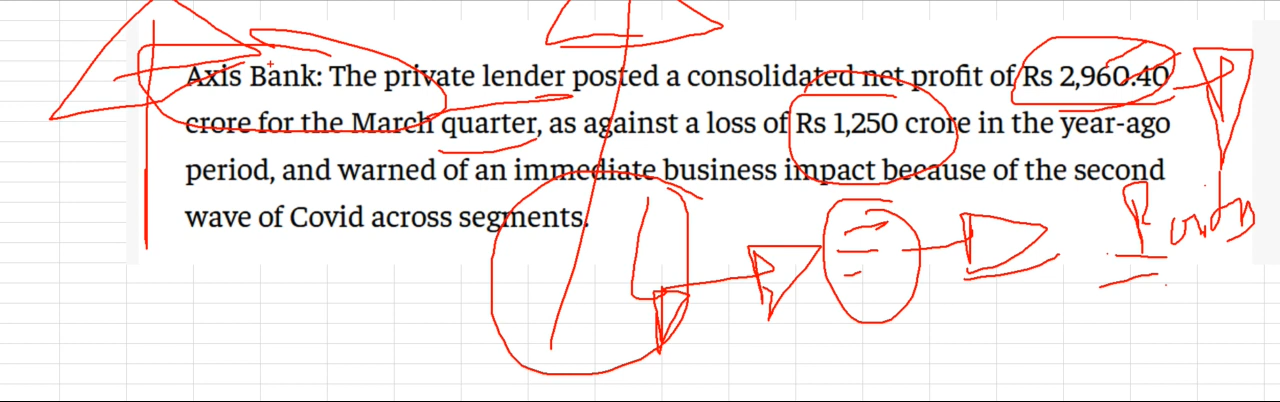 Axis Bank: The private lender posted a consolidated net profit of Rs 2,960.40
crore for the March quarter, as against a loss of Rs 1,250 crore in the year-ago
period, and warned of an immediate business impact because of the second
wave of Covid across segments.